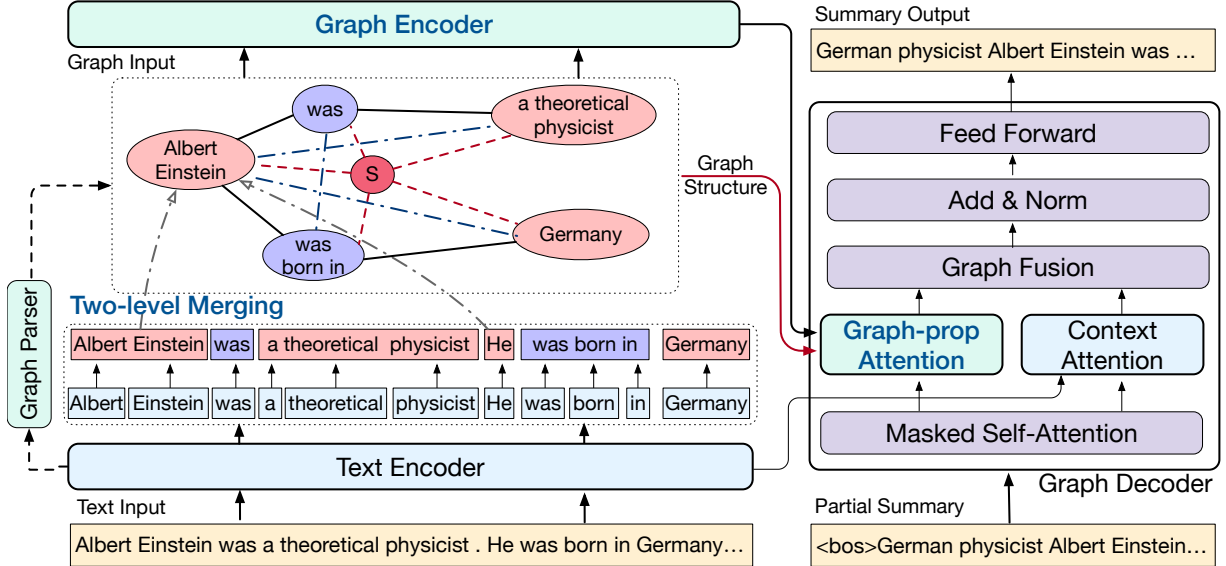 Graph Encoder
Graph Input
was
a theoretical
physicist
Albert
Einstein
S
Germany
was
born in
Graph
Structure
Graph Parser
Two-level Merging
Albert Einstein was a theoretical physicist He was born in Germany
Albert Einstein was a theoretical physicist He was born in Germany
Text Encoder
Text Input
Albert Einstein was a theoretical physicist . He was born in Germany…
Summary Output
German physicist Albert Einstein was …
Feed Forward
Add & Norm
Graph Fusion
Graph-prop
Attention
Context
Attention
Masked Self-Attention
Graph Decoder
Partial Summary
<bos>German physicist Albert Einstein…